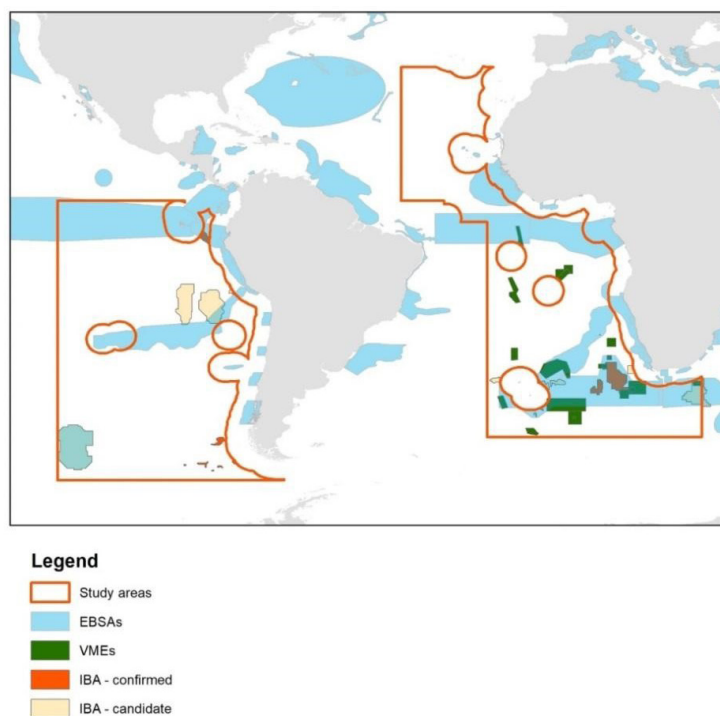 Legend
Study areas
EBSAs
VMEs
IBA - confirmed
IBA - candidate